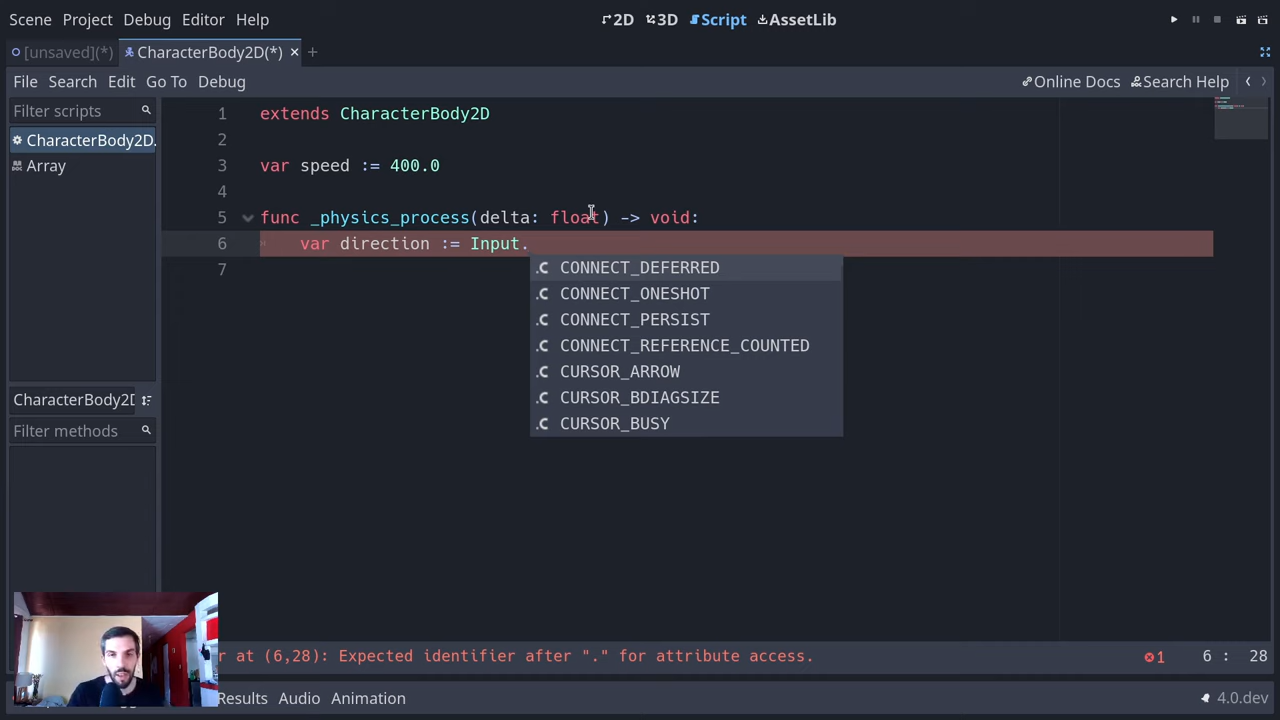 Scene Project Debug Editor Help 2D 3D Script AssetLib
[unsaved](*) CharacterBody2D(*)
File Search Edit Go To Debug Online Docs Search Help
Filter scripts
CharacterBody2D.
Array
CharacterBody2D
Filter methods
1 extends CharacterBody2D
2
3 var speed := 400.0
4
5 func _physics_process(delta: float) -> void:
6 var direction := Input.
7
.C CONNECT_DEFERRED
.C CONNECT_ONESHOT
.C CONNECT_PERSIST
.C CONNECT_REFERENCE_COUNTED
.C CURSOR_ARROW
.C CURSOR_BDIAGSIZE
.C CURSOR_BUSY
r at (6,28): Expected identifier after "." for attribute access. 1 6 : 28
Results Audio Animation 4.0.dev